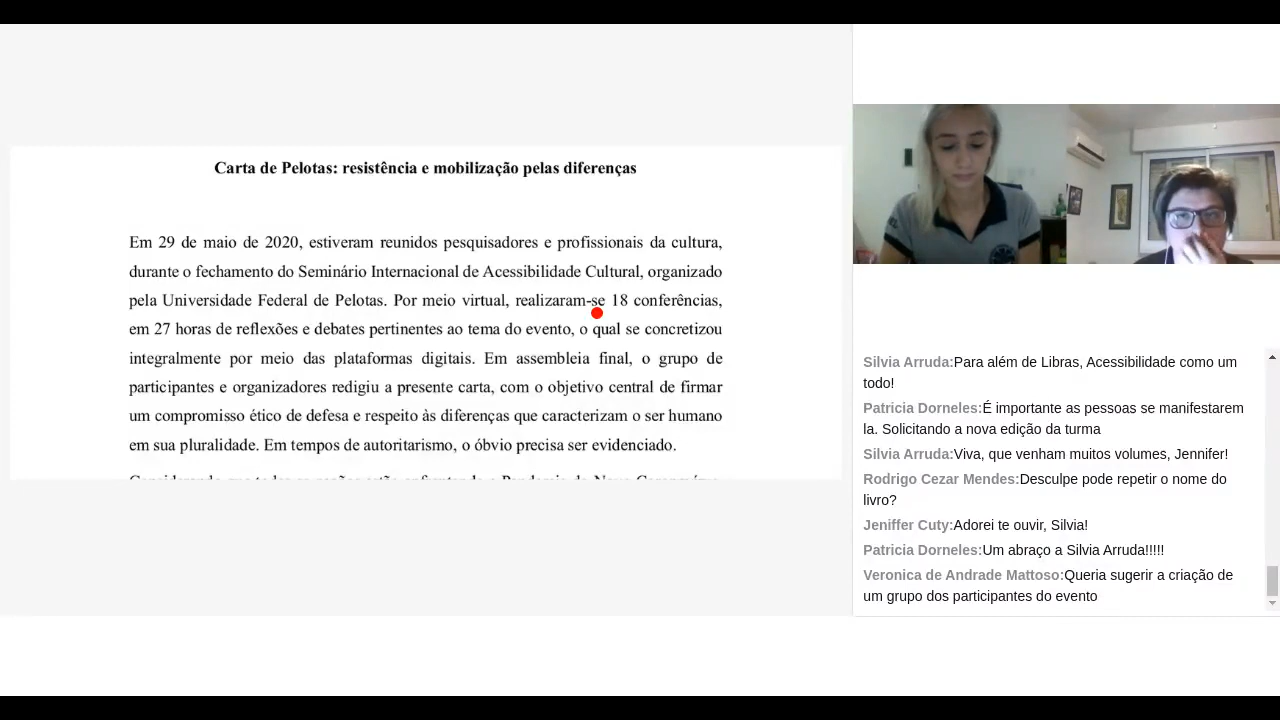 Carta de Pelotas: resistência e mobilização pelas diferenças
Em 29 de maio de 2020, estiveram reunidos pesquisadores e profissionais da cultura,
durante o fechamento do Seminário Internacional de Acessibilidade Cultural, organizado
pela Universidade Federal de Pelotas. Por meio virtual, realizaram-se 18 conferências,
em 27 horas de reflexões e debates pertinentes ao tema do evento, o qual se concretizou
integralmente por meio das plataformas digitais. Em assembleia final, o grupo de
participantes e organizadores redigiu a presente carta, com o objetivo central de firmar
um compromisso ético de defesa e respeito às diferenças que caracterizam o ser humano
em sua pluralidade. Em tempos de autoritarismo, o óbvio precisa ser evidenciado.
Silvia Arruda:Para além de Libras, Acessibilidade como um
todo!
Patricia Dorneles:É importante as pessoas se manifestarem
la. Solicitando a nova edição da turma
Silvia Arruda:Viva, que venham muitos volumes, Jennifer!
Rodrigo Cezar Mendes:Desculpe pode repetir o nome do
livro?
Jeniffer Cuty:Adorei te ouvir, Silvia!
Patricia Dorneles:Um abraço a Silvia Arruda!!!!!
Veronica de Andrade Mattoso:Queria sugerir a criação de
um grupo dos participantes do evento